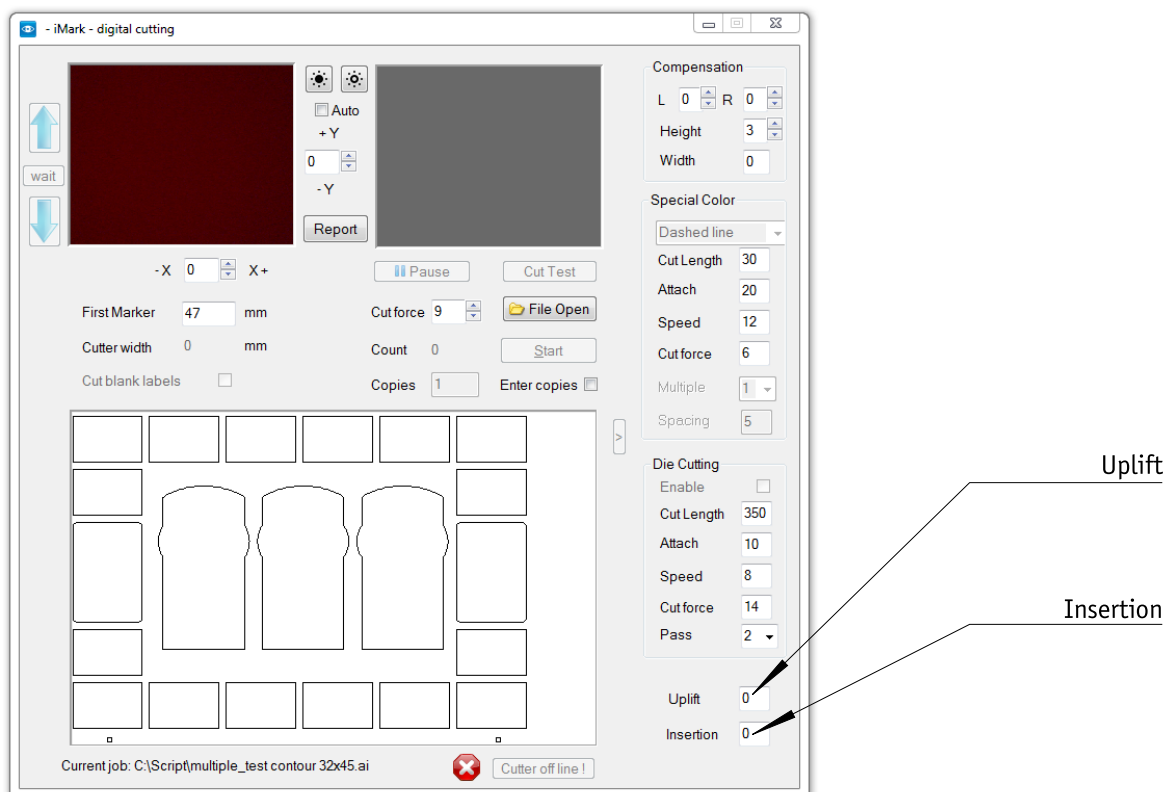 - iMark - digital cutting
Auto
+ Y
0
- Y
wait
Report
- X 0 X +
First Marker 47 mm
Cutter width 0 mm
Cut blank labels
Pause
Cut Test
Cut force 9
File Open
Count 0
Start
Copies 1
Enter copies
>
Compensation
L 0 R 0
Height 3
Width 0
Special Color
Dashed line
Cut Length 30
Attach 20
Speed 12
Cut force 6
Multiple 1
Spacing 5
Die Cutting
Enable
Cut Length 350
Attach 10
Speed 8
Cut force 14
Pass 2
Uplift 0
Insertion 0
Current job: C:\Script\multiple_test contour 32x45.ai
Cutter off line !
Uplift
Insertion